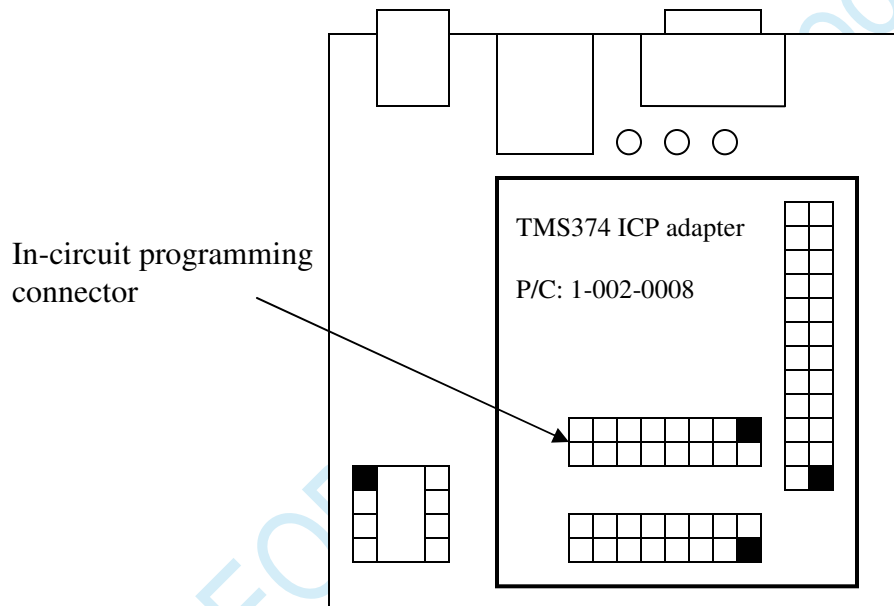 TMS374 ICP adapter
P/C: 1-002-0008
In-circuit programming
connector